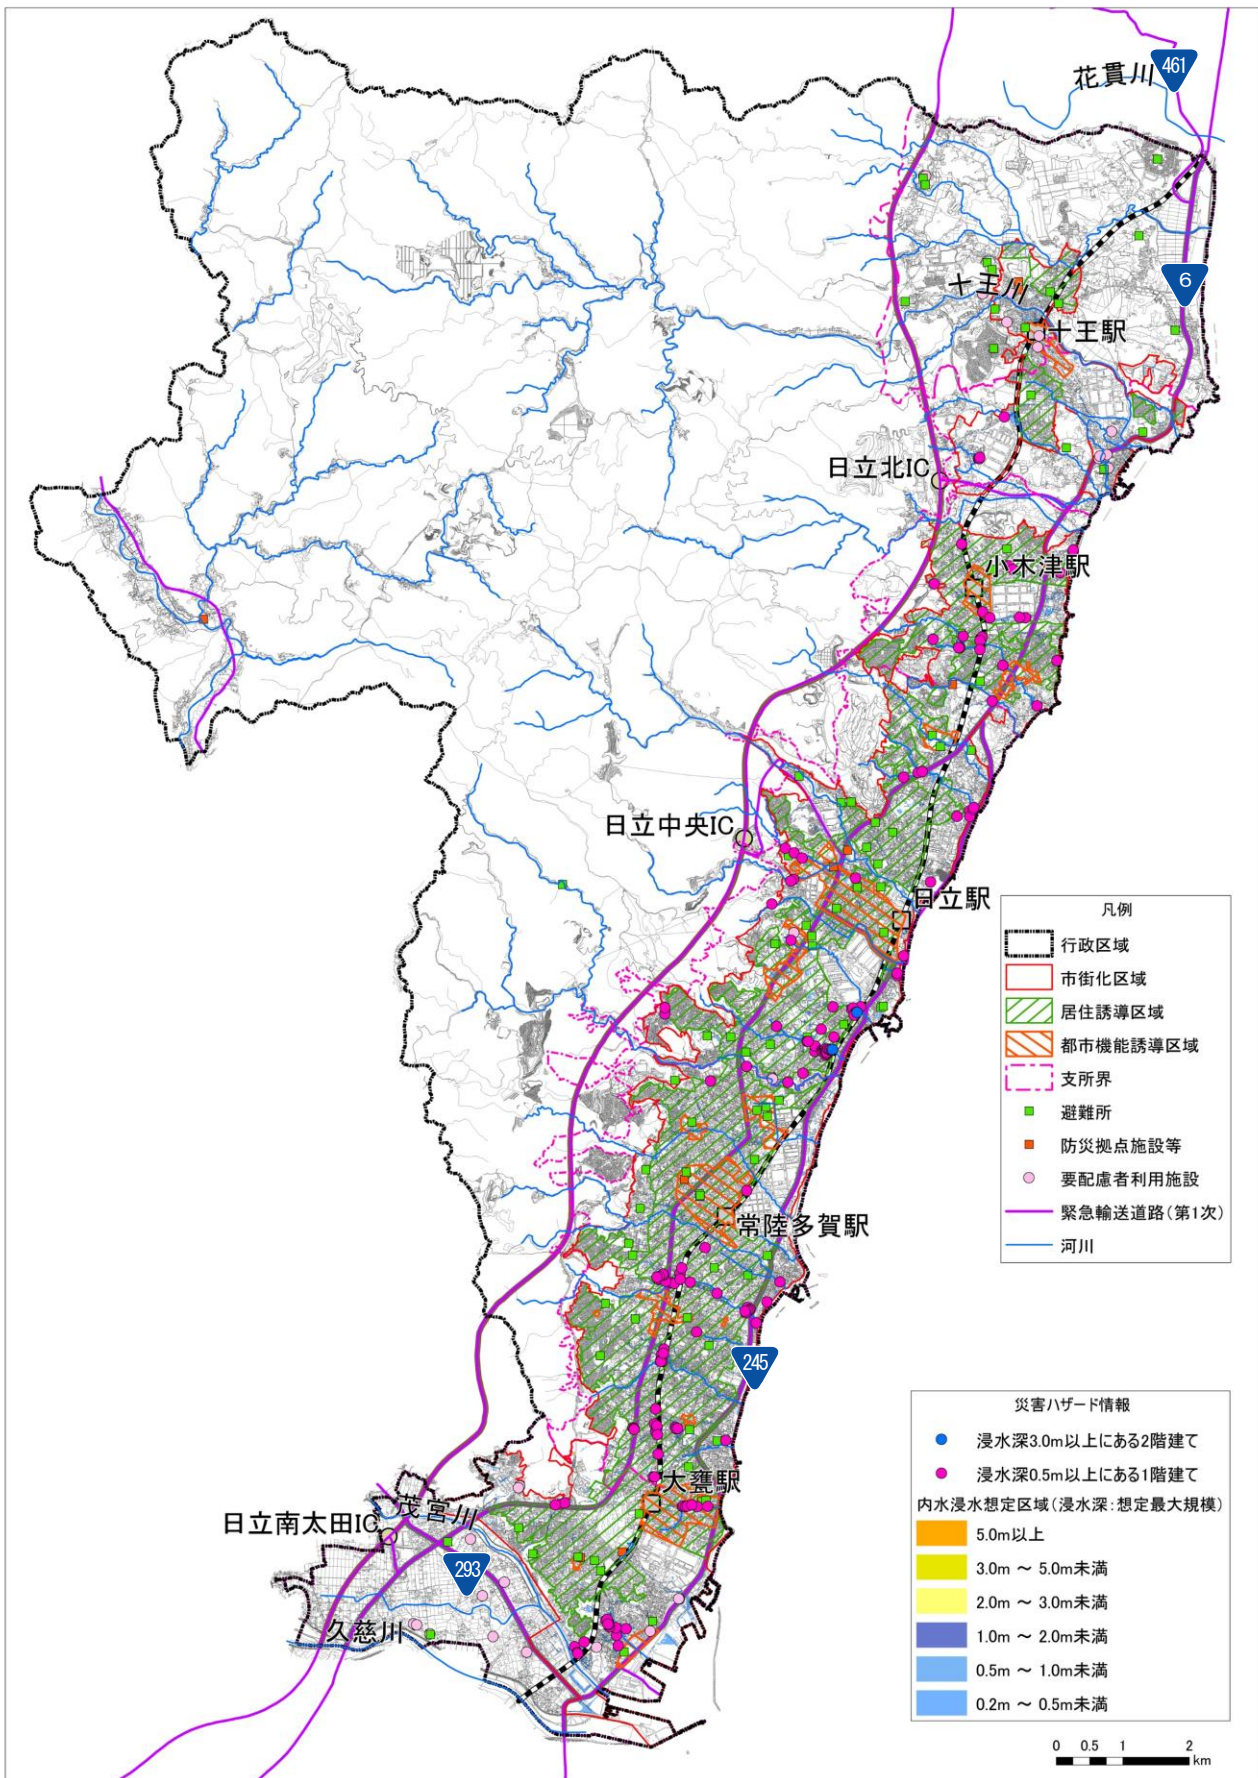 花貫川
461
6
十王川
十王駅
日立北IC
小木津駅
日立中央IC
日立駅
常陸多賀駅
245
大甕駅
茂宮川
日立南太田IC
293
久慈川
凡例
行政区域
市街化区域
居住誘導区域
都市機能誘導区域
支所界
避難所
防災拠点施設等
要配慮者利用施設
緊急輸送道路(第1次)
河川
災害ハザード情報
浸水深3.0m以上にある2階建て
浸水深0.5m以上にある1階建て
内水浸水想定区域(浸水深:想定最大規模)
5.0m以上
3.0m ～ 5.0m未満
2.0m ～ 3.0m未満
1.0m ～ 2.0m未満
0.5m ～ 1.0m未満
0.2m ～ 0.5m未満
0 0.5 1 2
km